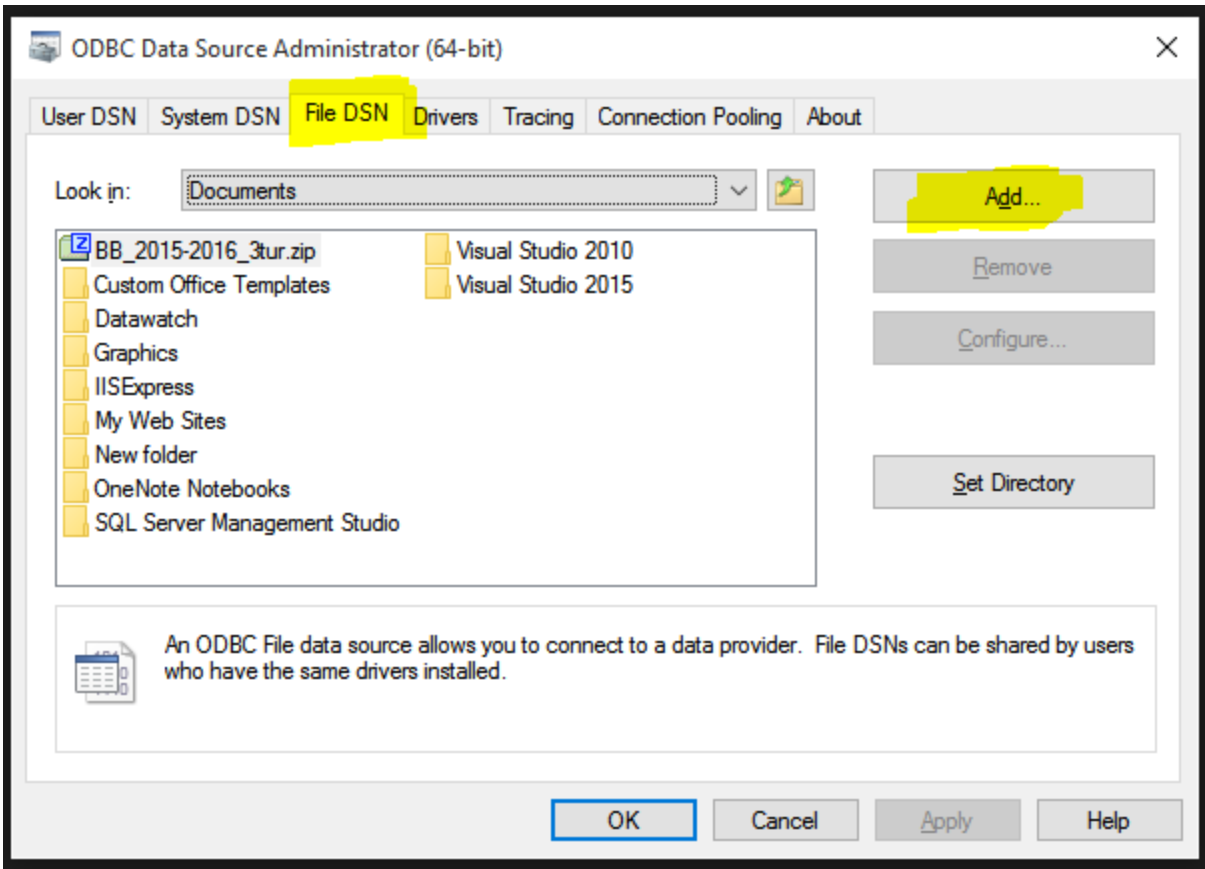 ODBC Data Source Administrator (64-bit)
User DSN System DSN File DSN Drivers Tracing Connection Pooling About
Look in: Documents Add...
BB_2015-2016_3tur.zip Visual Studio 2010
Custom Office Templates Visual Studio 2015
Remove
Datawatch
Graphics
Configure...
IISExpress
My Web Sites
New folder
OneNote Notebooks
Set Directory
SQL Server Management Studio
An ODBC File data source allows you to connect to a data provider. File DSNs can be shared by users
who have the same drivers installed.
OK Cancel Apply Help